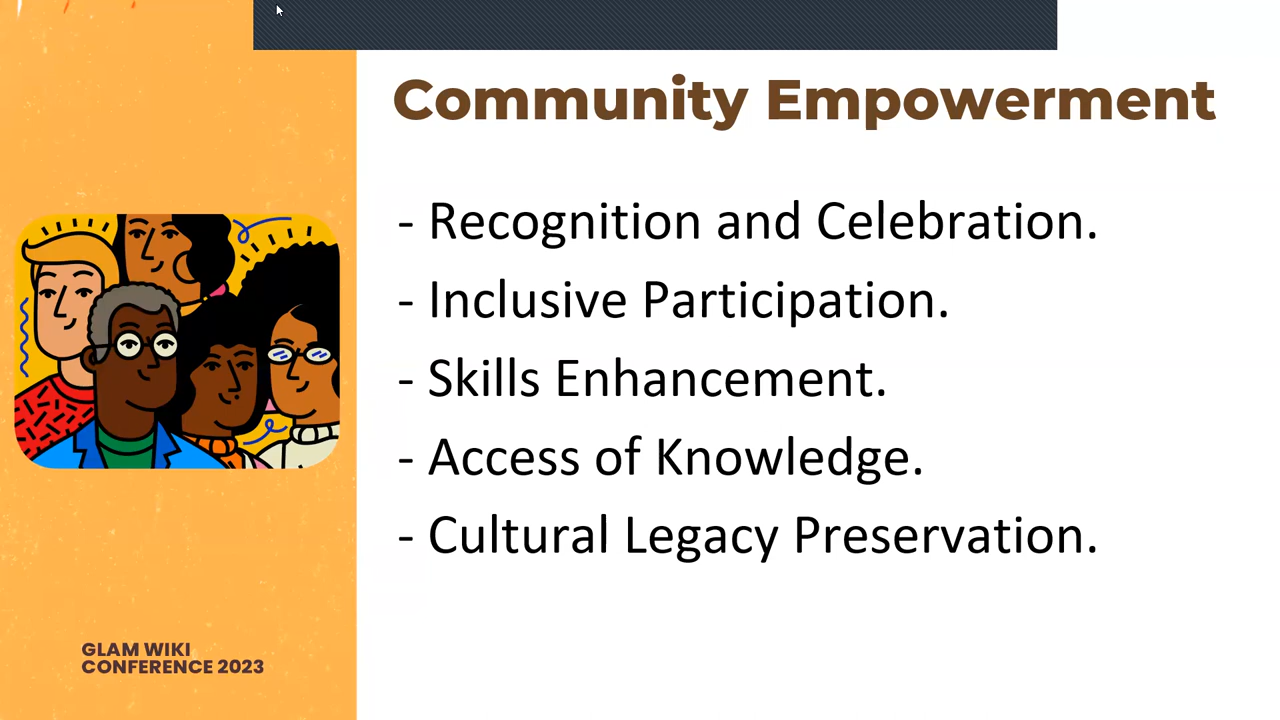 Community Empowerment
- Recognition and Celebration.
- Inclusive Participation.
- Skills Enhancement.
- Access of Knowledge.
- Cultural Legacy Preservation.
GLAM WIKI
CONFERENCE 2023